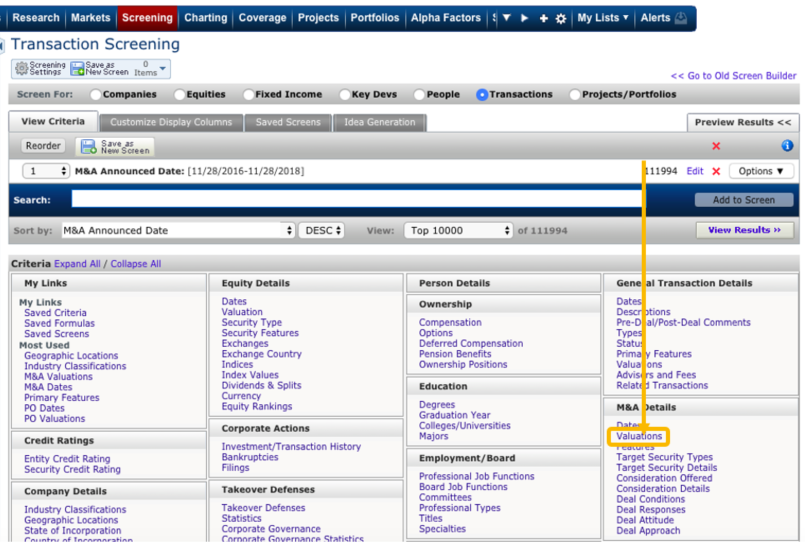 Research Markets Screening Charting Coverage Projects Portfolios Alpha Factors My Lists ▾ Alerts
Transaction Screening
Screening Settings Save as New Screen 0 Items
<< Go to Old Screen Builder
Screen For: Companies Equities Fixed Income Key Devs People Transactions Projects/Portfolios
View Criteria Customize Display Columns Saved Screens Idea Generation Preview Results <<
Reorder Save as New Screen
1 M&A Announced Date: [11/28/2016-11/28/2018] 111994 Edit Options ▼
Search: Add to Screen
Sort by: M&A Announced Date DESC View: Top 10000 of 111994 View Results »
Criteria Expand All / Collapse All
My Links
My Links
Saved Criteria
Saved Formulas
Saved Screens
Most Used
Geographic Locations
Industry Classifications
M&A Valuations
M&A Dates
Primary Features
PO Dates
PO Valuations
Credit Ratings
Entity Credit Rating
Security Credit Rating
Company Details
Industry Classifications
Geographic Locations
State of Incorporation
Country of Incorporation
Equity Details
Dates
Valuation
Security Type
Security Features
Exchanges
Exchange Country
Indices
Index Values
Dividends & Splits
Currency
Equity Rankings
Corporate Actions
Investment/Transaction History
Bankruptcies
Filings
Takeover Defenses
Takeover Defenses
Statistics
Corporate Governance
Corporate Governance Statistics
Person Details
Ownership
Compensation
Options
Deferred Compensation
Pension Benefits
Ownership Positions
Education
Degrees
Graduation Year
Colleges/Universities
Majors
Employment/Board
Professional Job Functions
Board Job Functions
Committees
Professional Types
Titles
Specialties
General Transaction Details
Dates
Descriptions
Pre-Deal/Post-Deal Comments
Types
Status
Primary Features
Valuations
Advisors and Fees
Related Transactions
M&A Details
Dates
Valuations
Features
Target Security Types
Target Security Details
Consideration Offered
Consideration Details
Deal Conditions
Deal Responses
Deal Attitude
Deal Approach